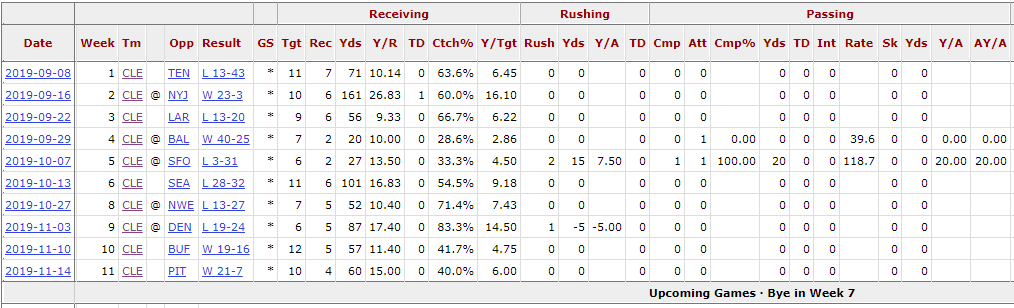 Receiving Rushing Passing
Date Week Tm Opp Result GS Tgt Rec Yds Y/R TD Ctch% Y/Tgt Rush Yds Y/A TD Cmp Att Cmp% Yds TD Int Rate Sk Yds Y/A AY/A
2019-09-08 1 CLE TEN L 13-43 * 11 7 71 10.14 0 63.6% 6.45 0 0 0 0 0 0 0 0 0 0
2019-09-16 2 CLE @ NYJ W 23-3 * 10 6 161 26.83 1 60.0% 16.10 0 0 0 0 0 0 0 0 0 0
2019-09-22 3 CLE LAR L 13-20 * 9 6 56 9.33 0 66.7% 6.22 0 0 0 0 0 0 0 0 0 0
2019-09-29 4 CLE @ BAL W 40-25 * 7 2 20 10.00 0 28.6% 2.86 0 0 0 0 1 0.00 0 0 0 39.6 0 0 0.00 0.00
2019-10-07 5 CLE @ SFO L 3-31 * 6 2 27 13.50 0 33.3% 4.50 2 15 7.50 0 1 1 100.00 20 0 0 118.7 0 0 20.00 20.00
2019-10-13 6 CLE SEA L 28-32 * 11 6 101 16.83 0 54.5% 9.18 0 0 0 0 0 0 0 0 0 0
2019-10-27 8 CLE @ NWE L 13-27 * 7 5 52 10.40 0 71.4% 7.43 0 0 0 0 0 0 0 0 0 0
2019-11-03 9 CLE @ DEN L 19-24 * 6 5 87 17.40 0 83.3% 14.50 1 -5 -5.00 0 0 0 0 0 0 0 0
2019-11-10 10 CLE BUF W 19-16 * 12 5 57 11.40 0 41.7% 4.75 0 0 0 0 0 0 0 0 0 0
2019-11-14 11 CLE PIT W 21-7 * 10 4 60 15.00 0 40.0% 6.00 0 0 0 0 0 0 0 0 0 0
Upcoming Games · Bye in Week 7